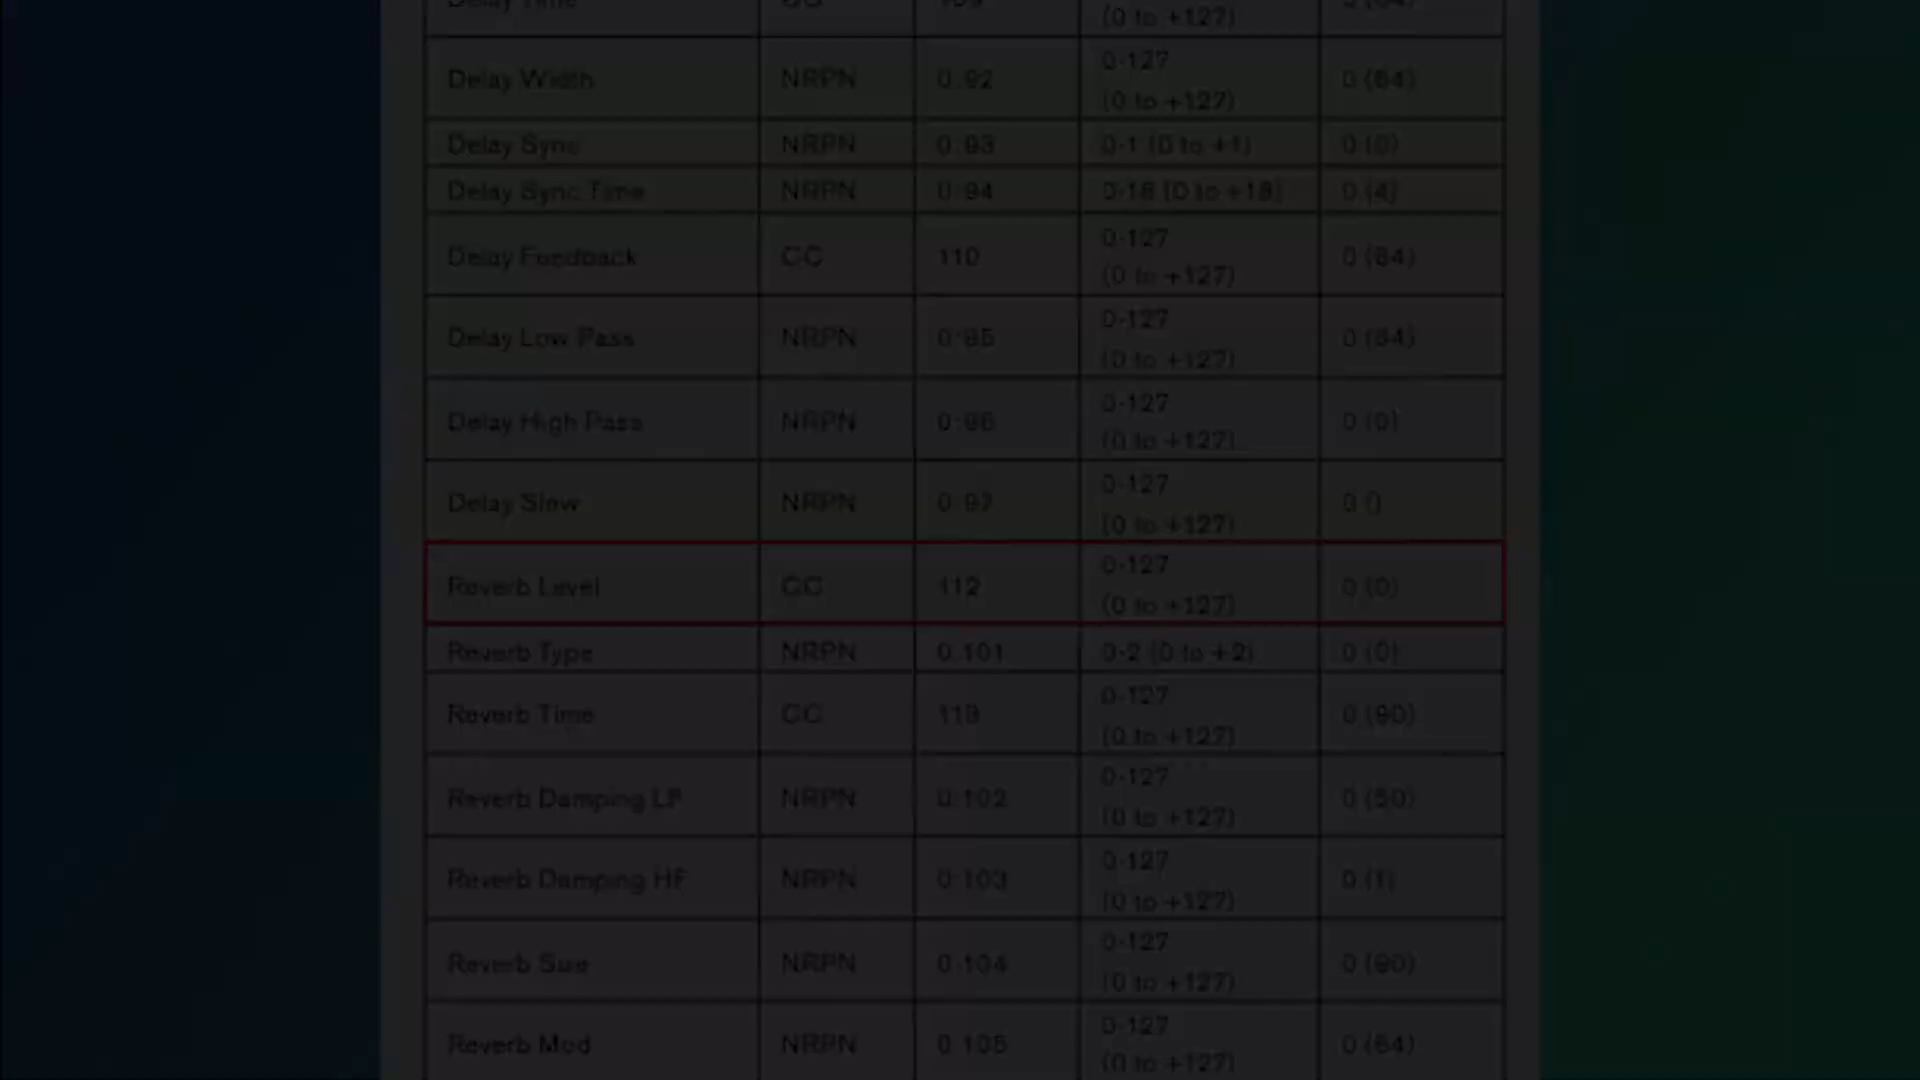 Delay Time CC 109
(0 to +127) 0 (64)
Delay Width NRPN 0:92 0-127
(0 to +127) 0 (64)
Delay Sync NRPN 0:93 0-1 (0 to +1) 0 (0)
Delay Sync Time NRPN 0:94 0-18 (0 to +18) 0 (4)
Delay Feedback CC 110 0-127
(0 to +127) 0 (64)
Delay Low Pass NRPN 0:95 0-127
(0 to +127) 0 (64)
Delay High Pass NRPN 0:96 0-127
(0 to +127) 0 (0)
Delay Slew NRPN 0:97 0-127
(0 to +127) 0 ()
Reverb Level CC 112 0-127
(0 to +127) 0 (0)
Reverb Type NRPN 0:101 0-2 (0 to +2) 0 (0)
Reverb Time CC 113 0-127
(0 to +127) 0 (90)
Reverb Damping LF NRPN 0:102 0-127
(0 to +127) 0 (50)
Reverb Damping HF NRPN 0:103 0-127
(0 to +127) 0 (1)
Reverb Size NRPN 0:104 0-127
(0 to +127) 0 (90)
Reverb Mod NRPN 0:105 0-127
(0 to +127) 0 (64)